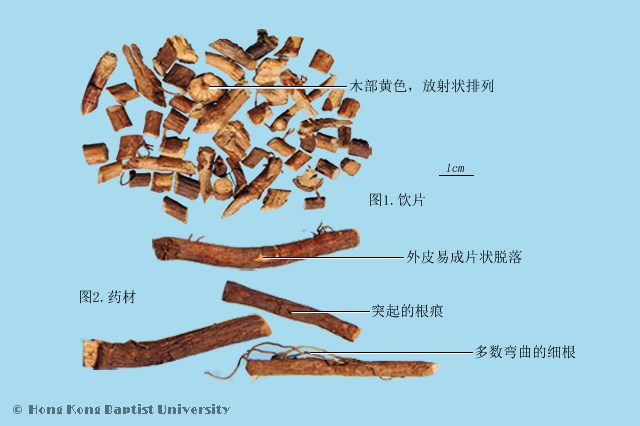 木部黄色，放射状排列
1cm
图1.饮片
外皮易成片状脱落
图2.药材
突起的根痕
多数弯曲的细根
© Hong Kong Baptist University